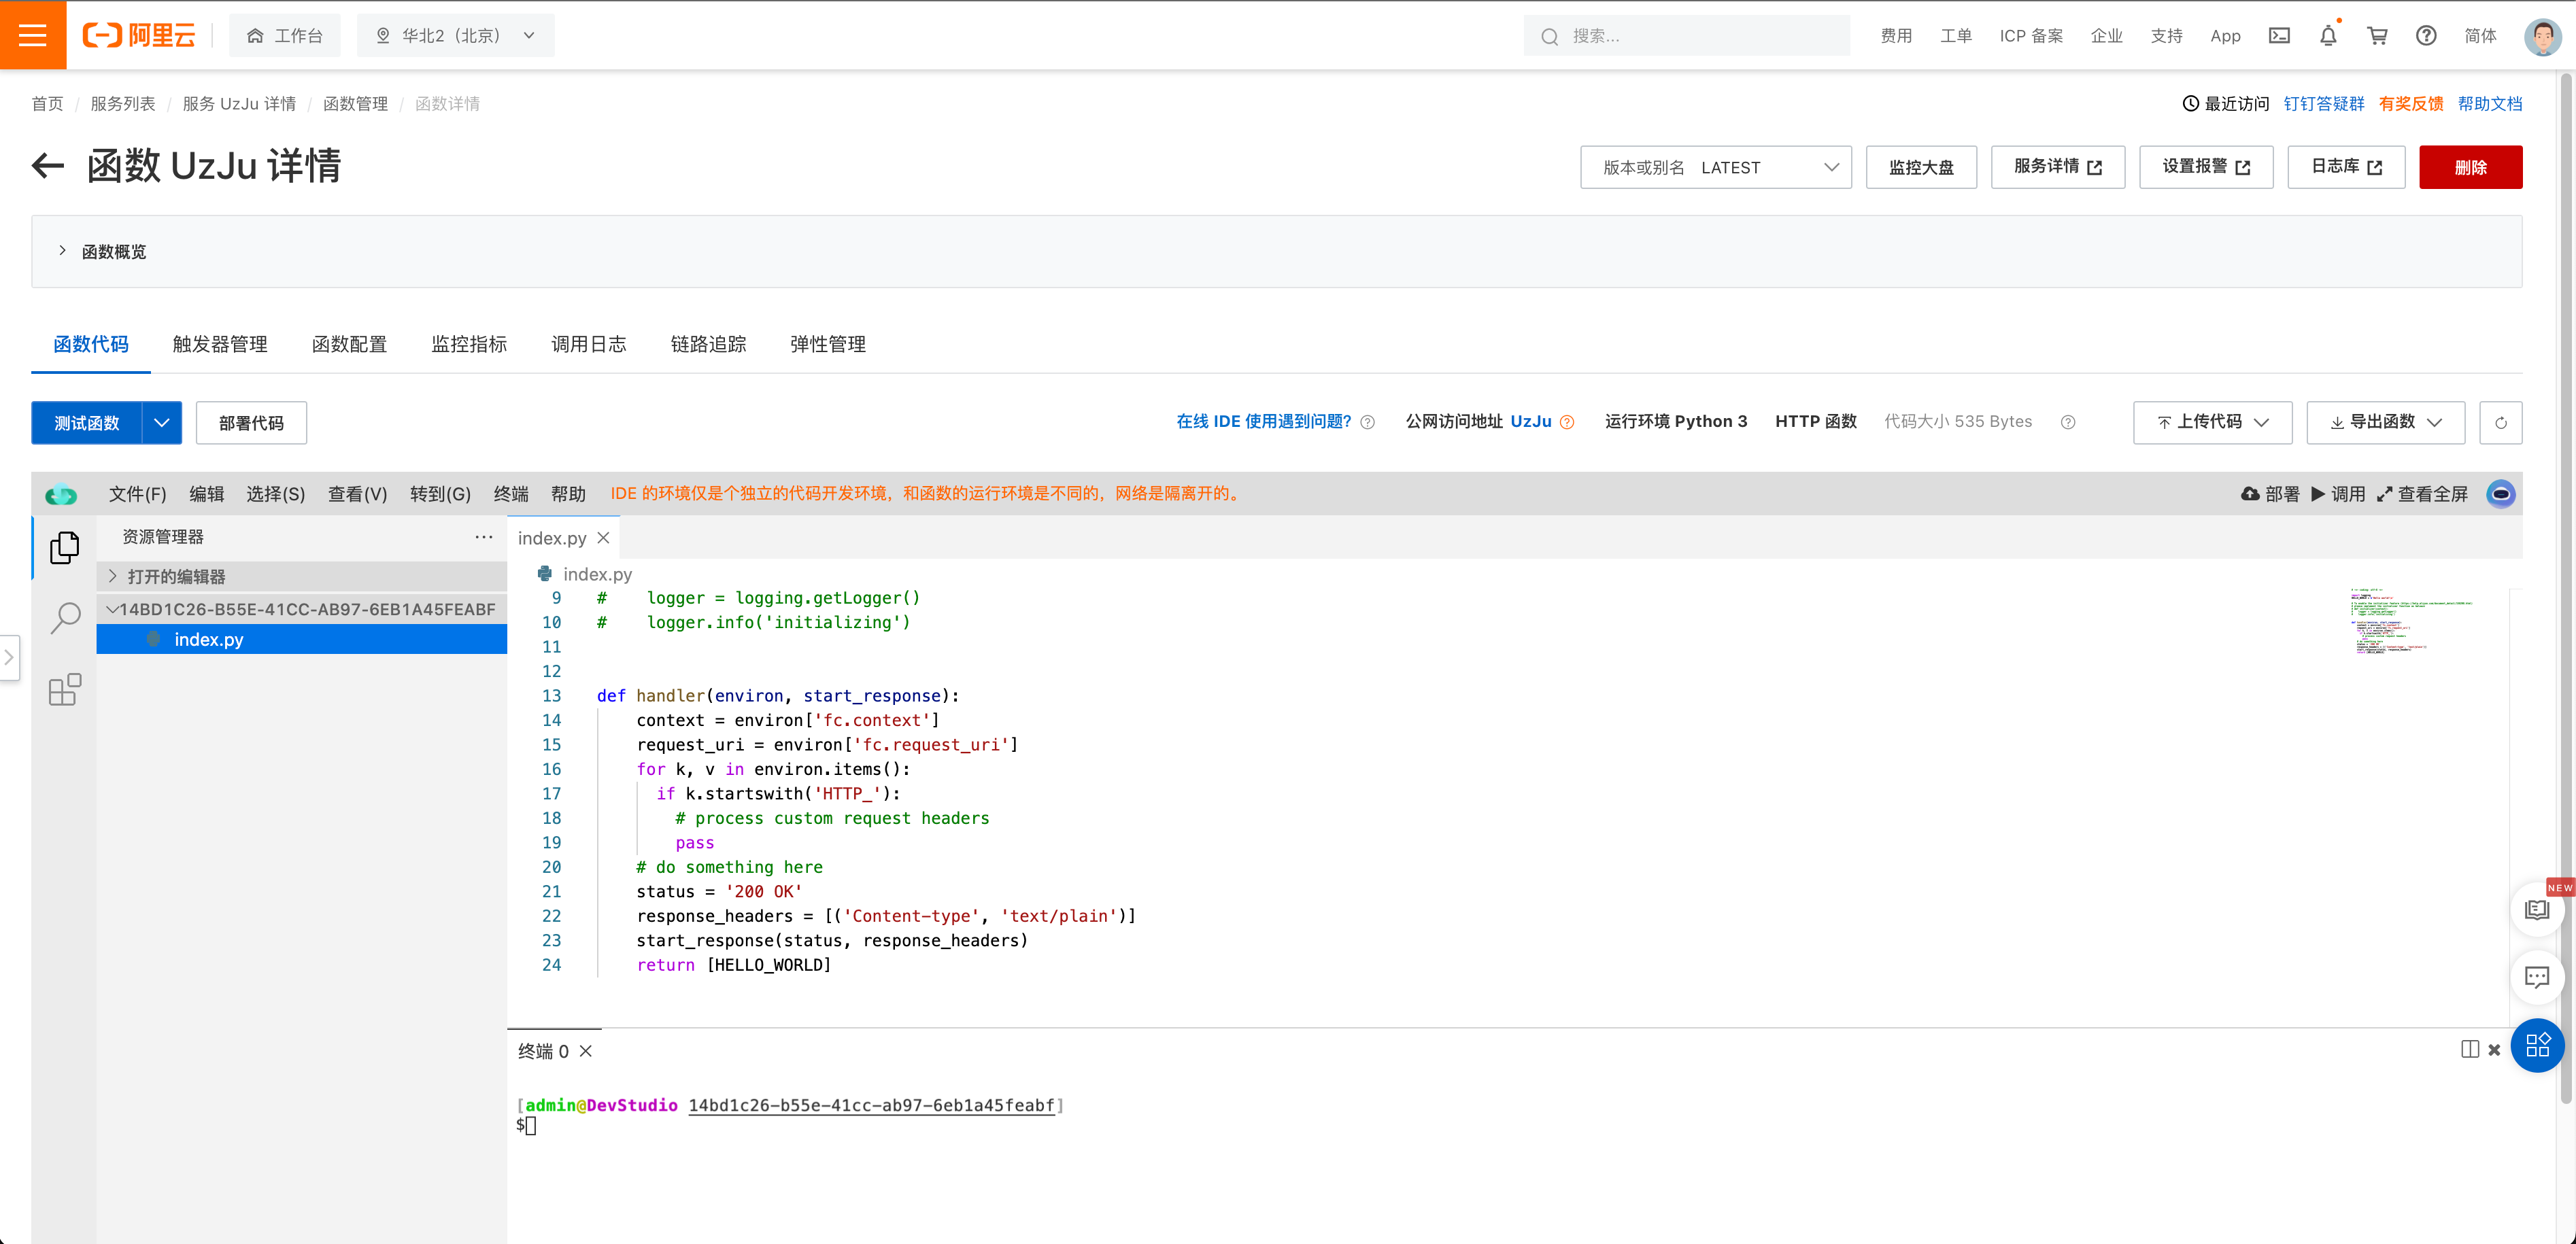 阿里云 工作台 华北2（北京） 搜索... 费用 工单 ICP 备案 企业 支持 App 简体
首页 / 服务列表 / 服务 UzJu 详情 / 函数管理 / 函数详情 最近访问 钉钉答疑群 有奖反馈 帮助文档
函数 UzJu 详情 版本或别名 LATEST 监控大盘 服务详情 设置报警 日志库 删除
函数概览
函数代码 触发器管理 函数配置 监控指标 调用日志 链路追踪 弹性管理
测试函数 部署代码 在线 IDE 使用遇到问题? 公网访问地址 UzJu 运行环境 Python 3 HTTP 函数 代码大小 535 Bytes 上传代码 导出函数
文件(F) 编辑 选择(S) 查看(V) 转到(G) 终端 帮助 IDE 的环境仅是个独立的代码开发环境，和函数的运行环境是不同的，网络是隔离开的。 部署 调用 查看全屏
资源管理器 ...
打开的编辑器
14BD1C26-B55E-41CC-AB97-6EB1A45FEABF
index.py
index.py
index.py
9 #    logger = logging.getLogger()
10 #    logger.info('initializing')
11
12
13 def handler(environ, start_response):
14     context = environ['fc.context']
15     request_uri = environ['fc.request_uri']
16     for k, v in environ.items():
17       if k.startswith('HTTP_'):
18         # process custom request headers
19         pass
20     # do something here
21     status = '200 OK'
22     response_headers = [('Content-type', 'text/plain')]
23     start_response(status, response_headers)
24     return [HELLO_WORLD]
NEW
终端 0
[admin@DevStudio 14bd1c26-b55e-41cc-ab97-6eb1a45feabf]
$